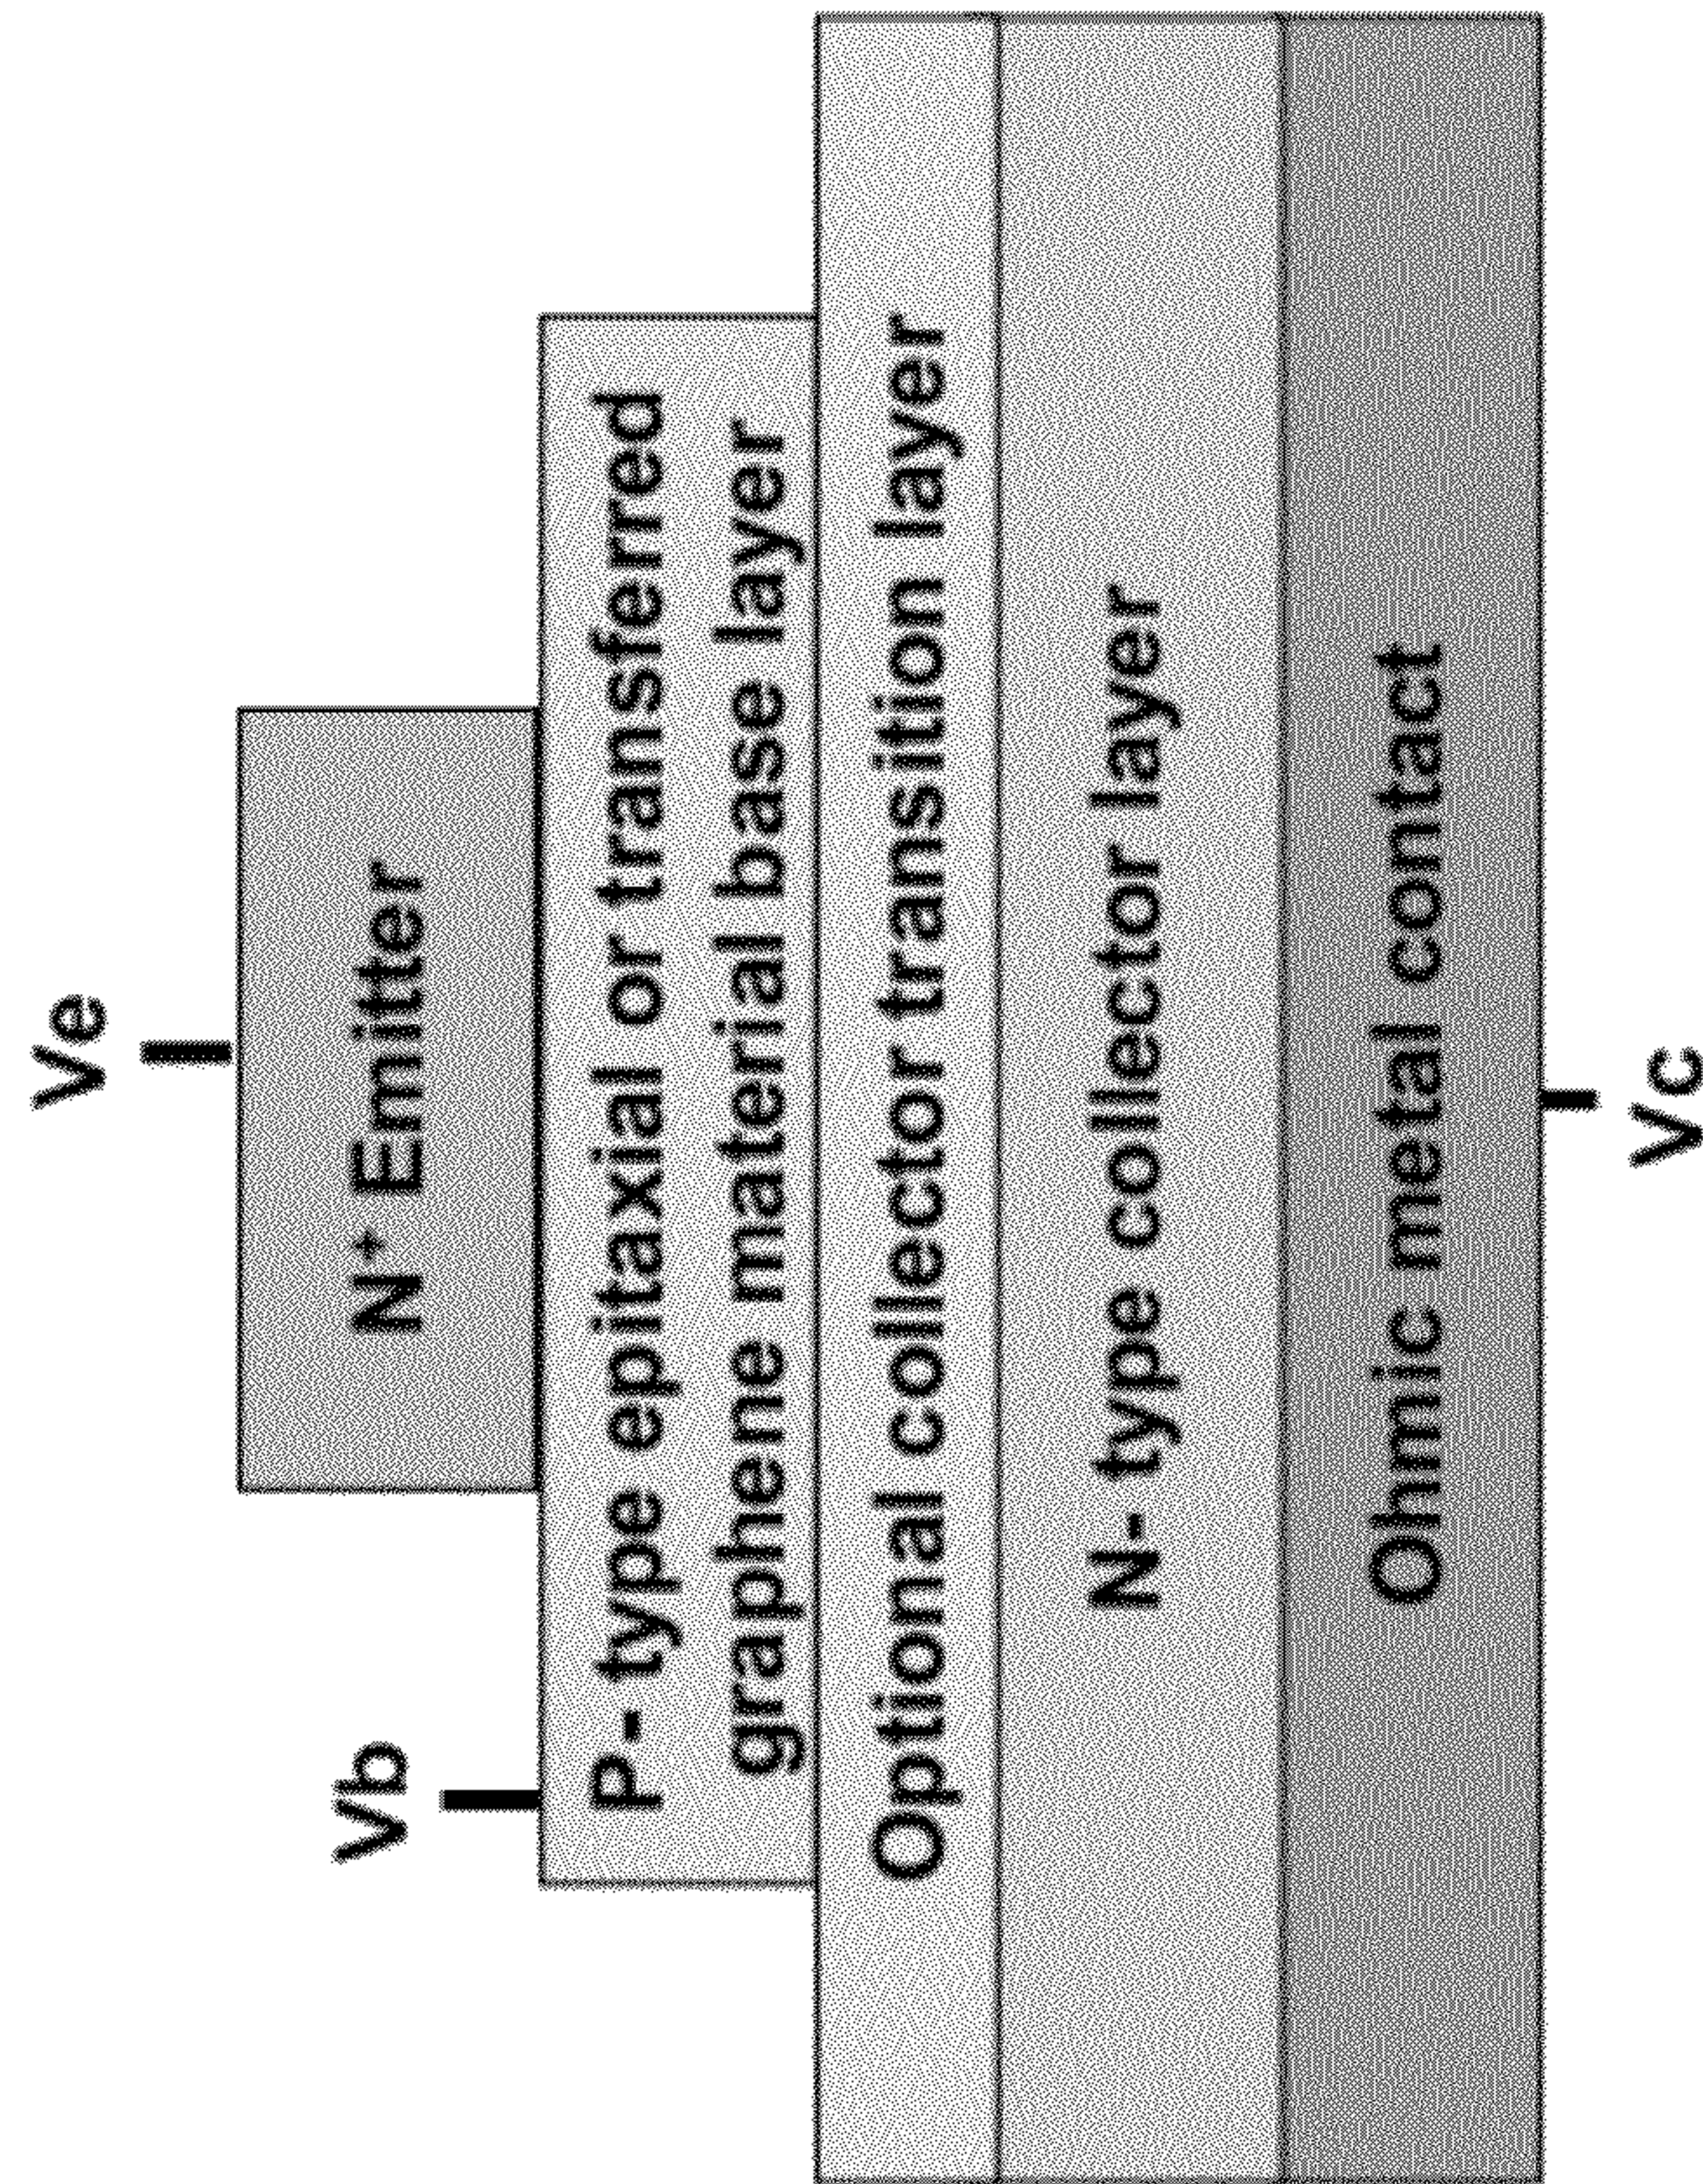 Ve
Vb
N+ Emitter
P- type epitaxial or transferred
graphene material base layer
Optional collector transition layer
N- type collector layer
Ohmic metal contact
Vc